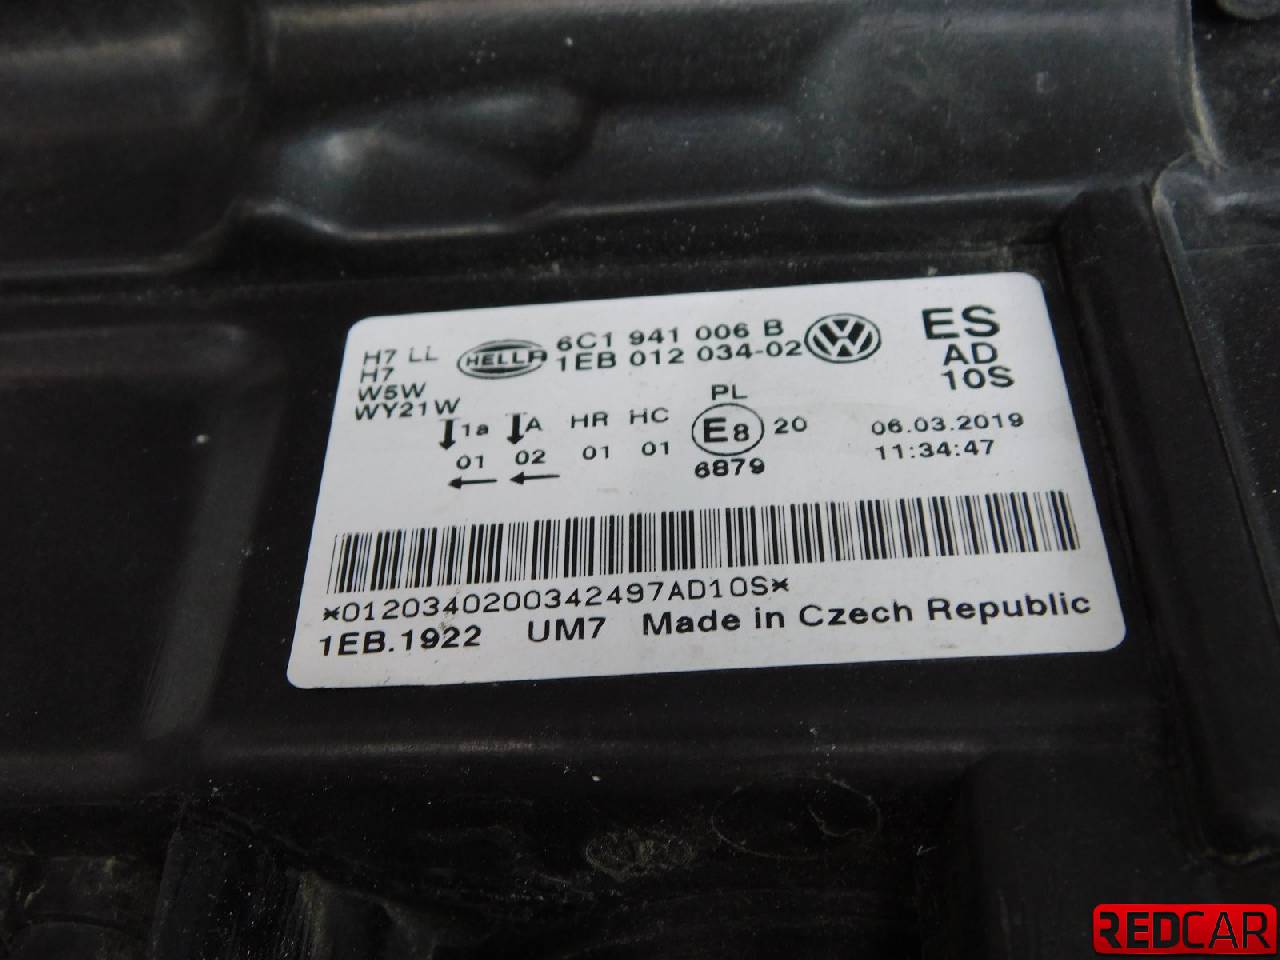 H7 LL
H7
W5W
WY21W
HELLA
6C1 941 006 B
1EB 012 034-02
ES
AD
10S
1a A HR HC
01 02 01 01
PL
E8 20
6879
06.03.2019
11:34:47
*0120340200342497AD10S*
1EB.1922 UM7 Made in Czech Republic
REDCAR